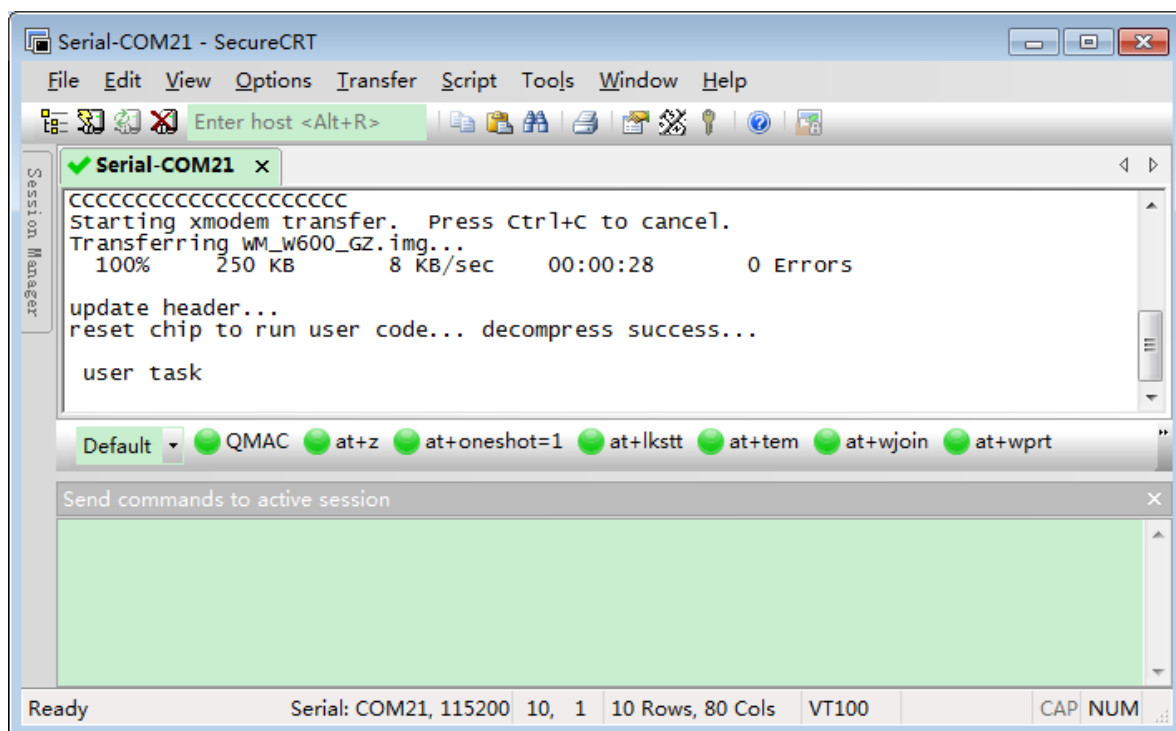 Serial-COM21 - SecureCRT
File Edit View Options Transfer Script Tools Window Help
Enter host <Alt+R>
Session Manager
Serial-COM21 x
CCCCCCCCCCCCCCCCCCCCCC
Starting xmodem transfer.  Press Ctrl+C to cancel.
Transferring WM_W600_GZ.img...
100%     250 KB       8 KB/sec    00:00:28       0 Errors
update header...
reset chip to run user code... decompress success...
user task
Default QMAC at+z at+oneshot=1 at+lkstt at+tem at+wjoin at+wprt
Send commands to active session
Ready Serial: COM21, 115200 10, 1 10 Rows, 80 Cols VT100 CAP NUM